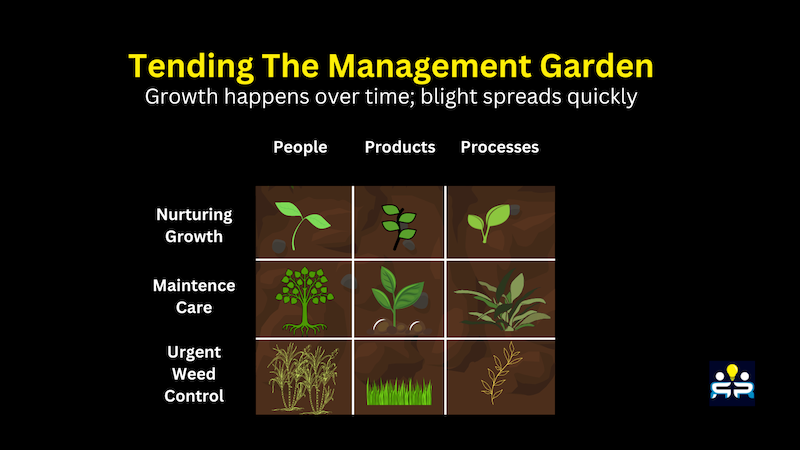 Tending The Management Garden
Growth happens over time; blight spreads quickly
People Products Processes
Nurturing
Growth
Maintence
Care
Urgent
Weed
Control